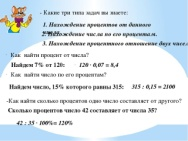 - Какие три типа задач вы знаете:
1. Нахождение процентов от данного
2. Нахождение числа по его процентам.
3. Нахождение процентного отношение двух чисел
Как найти процент от числа?
Найдем 7% от 120: 120 · 0,07 = 8,4
Как найти число по его процентам?
Найдем число, 15% которого равны 315: 315 : 0,15 = 2100
-Как найти сколько процентов одно число составляет от другого?
Сколько процентов число 42 составляет от числа 35?
42 : 35 · 100%= 120%